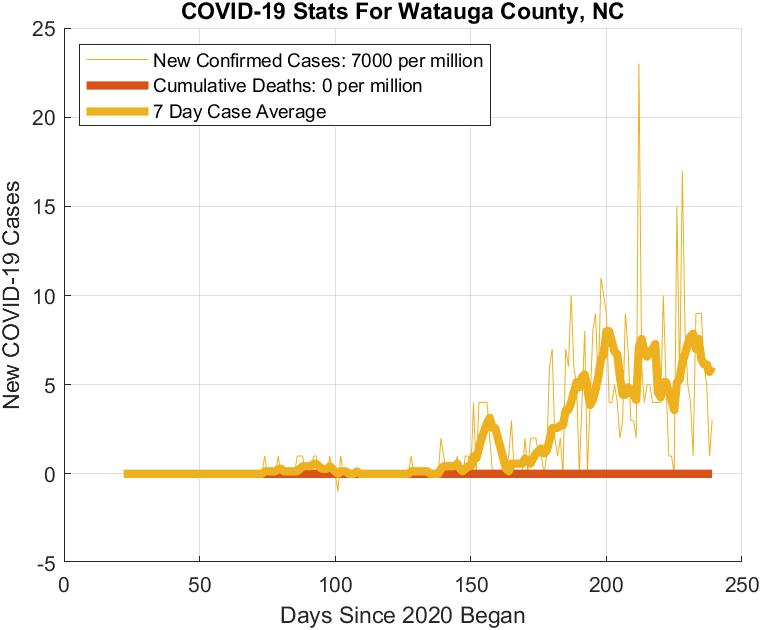 COVID-19 Stats For Watauga County, NC
New Confirmed Cases: 7000 per million
Cumulative Deaths: 0 per million
7 Day Case Average
New COVID-19 Cases
25
20
15
10
5
0
-5
0 50 100 150 200 250
Days Since 2020 Began